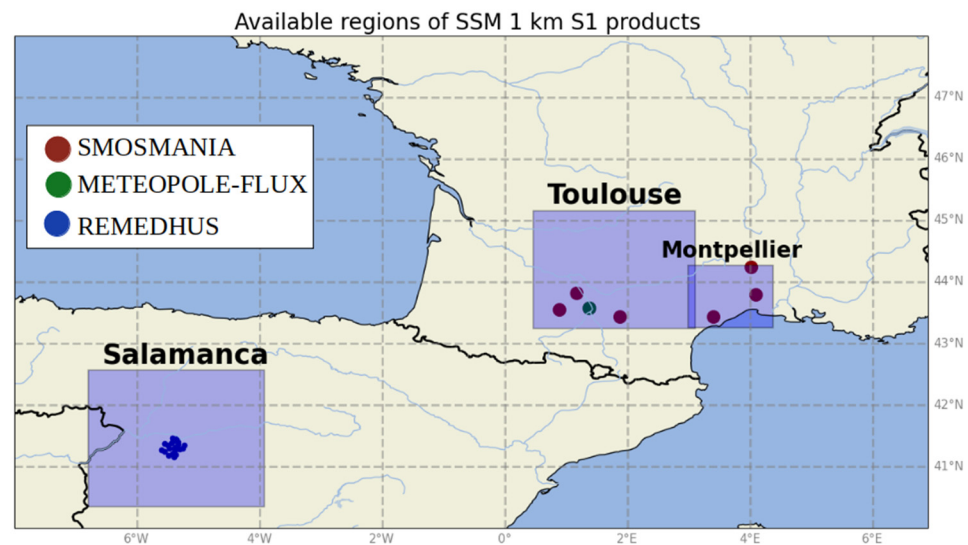 Available regions of SSM 1 km S1 products
SMOSMANIA
METEOPOLE-FLUX
REMEDHUS
Toulouse
Montpellier
Salamanca
47°N
46°N
45°N
44°N
43°N
42°N
41°N
6°W
4°W
2°W
0°
2°E
4°E
6°E